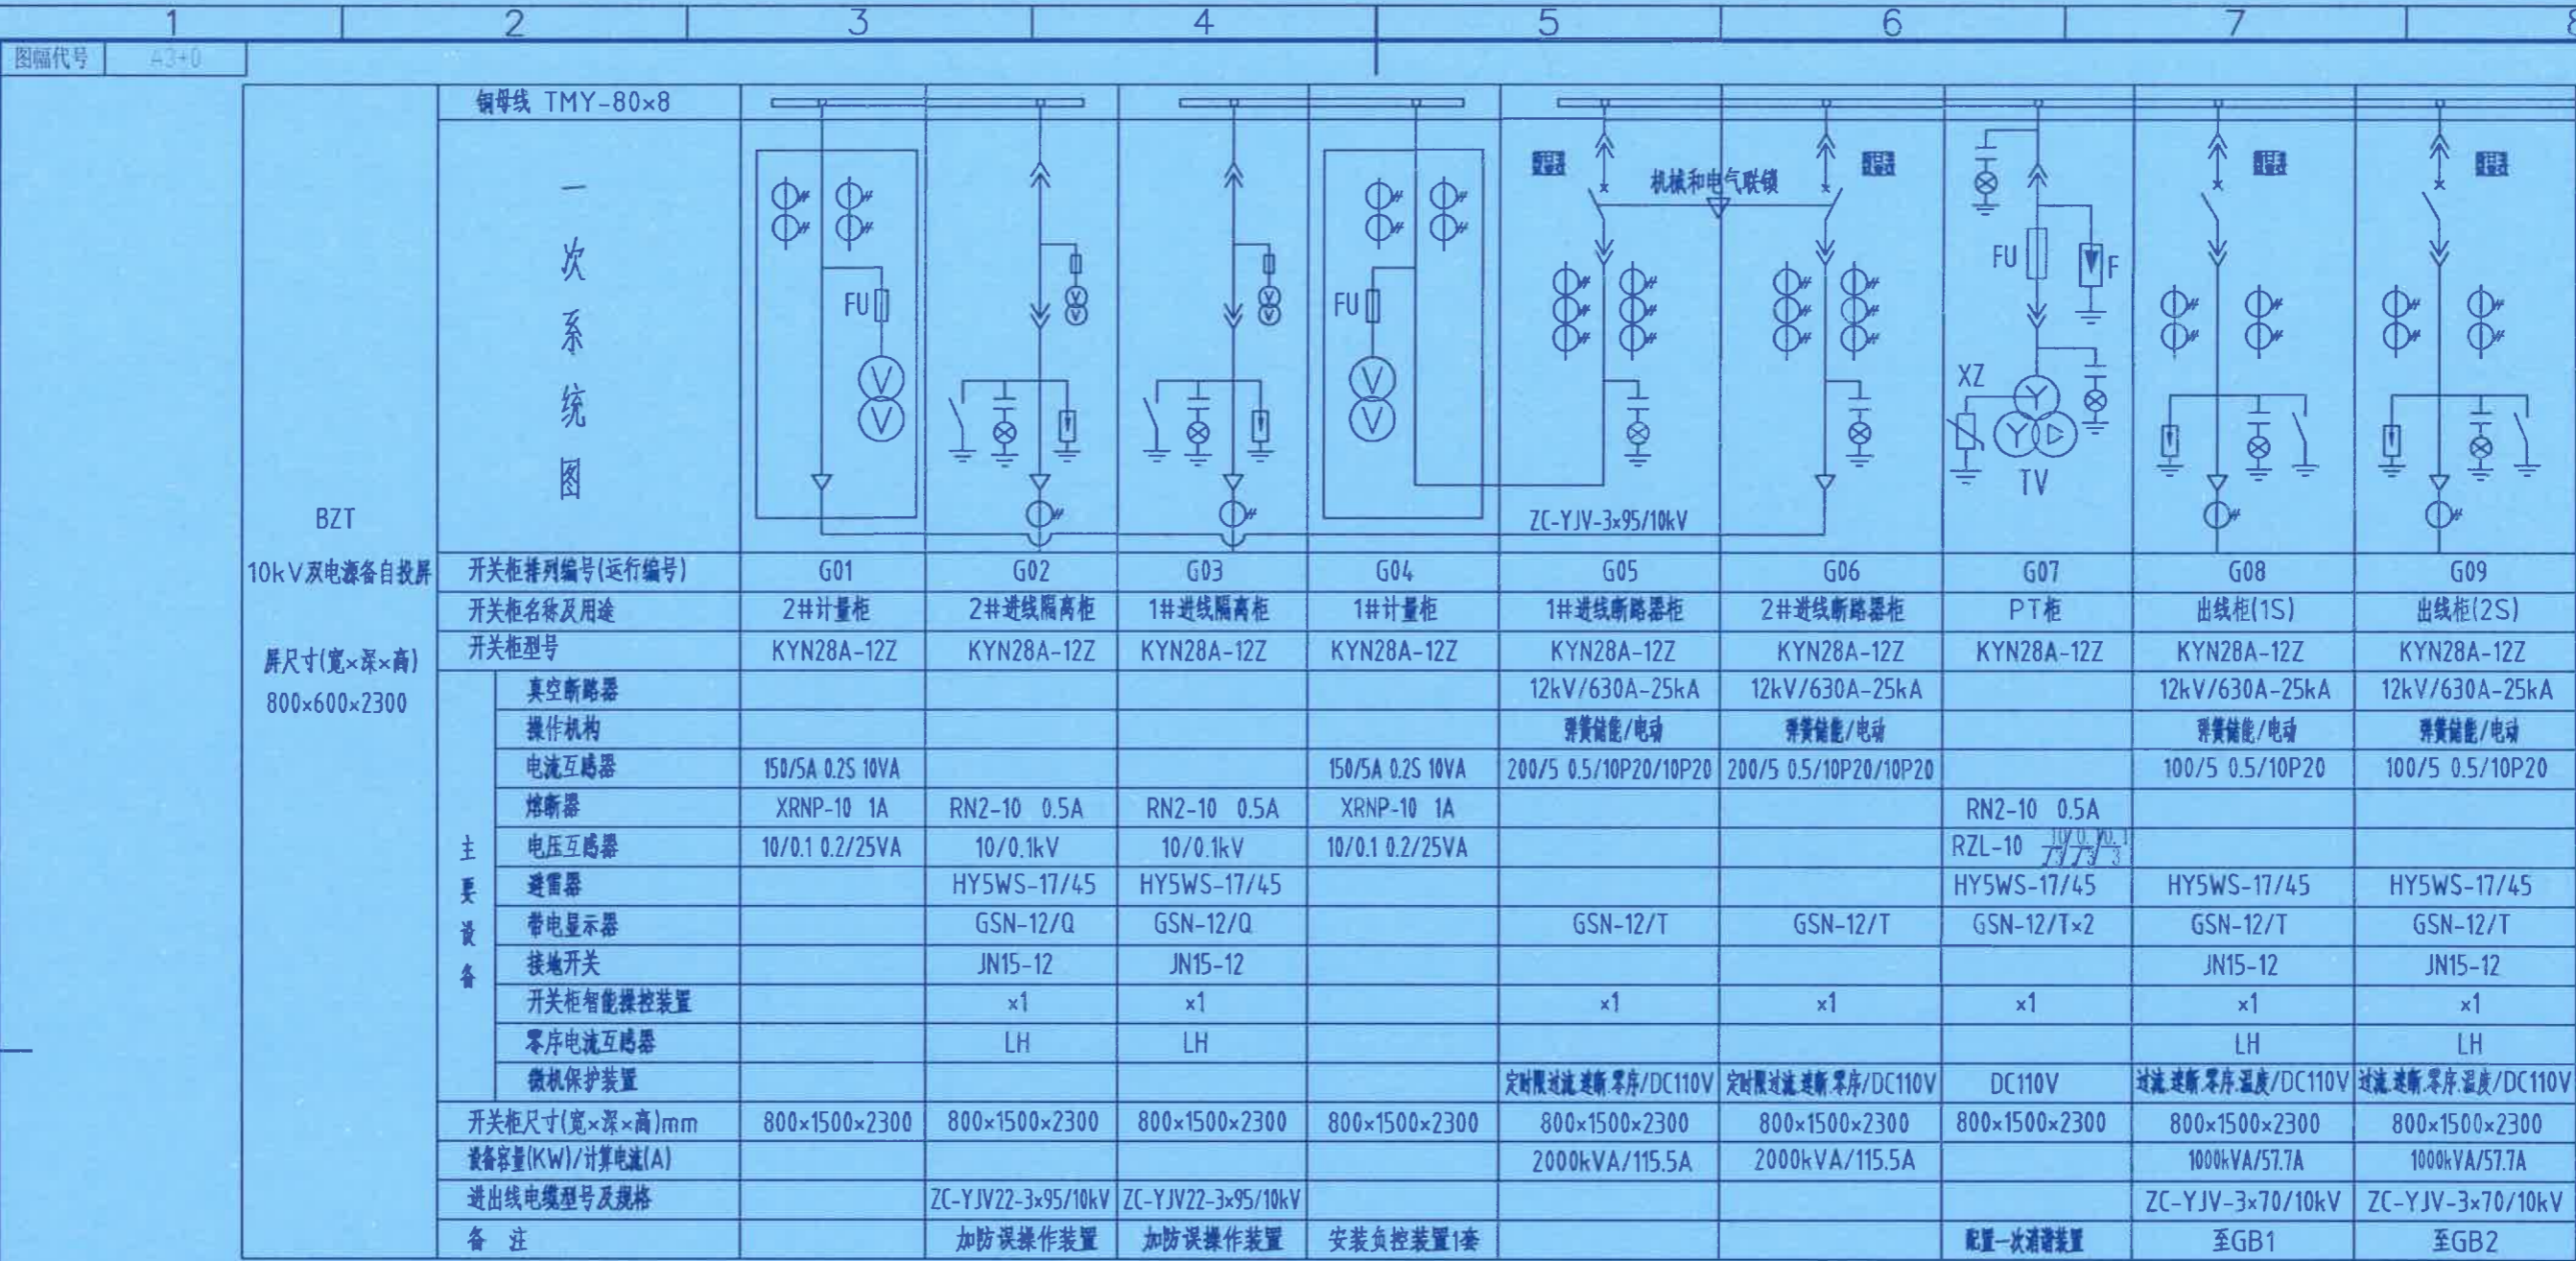 1 2 3 4 5 6 7
图幅代号 A3+0
铜母线 TMY-80×8
一次系统图
机械和电气联锁
FU FU FU F
XZ
TV
ZC-YJV-3×95/10kV
BZT
10kV双电源备自投屏
屏尺寸(宽×深×高)
800×600×2300
开关柜排列编号(运行编号) G01 G02 G03 G04 G05 G06 G07 G08 G09
开关柜名称及用途 2#计量柜 2#进线隔离柜 1#进线隔离柜 1#计量柜 1#进线断路器柜 2#进线断路器柜 PT柜 出线柜(1S) 出线柜(2S)
开关柜型号 KYN28A-12Z KYN28A-12Z KYN28A-12Z KYN28A-12Z KYN28A-12Z KYN28A-12Z KYN28A-12Z KYN28A-12Z KYN28A-12Z
主要设备
真空断路器 12kV/630A-25kA 12kV/630A-25kA 12kV/630A-25kA 12kV/630A-25kA
操作机构 弹簧储能/电动 弹簧储能/电动 弹簧储能/电动 弹簧储能/电动
电流互感器 150/5A 0.2S 10VA 150/5A 0.2S 10VA 200/5 0.5/10P20/10P20 200/5 0.5/10P20/10P20 100/5 0.5/10P20 100/5 0.5/10P20
熔断器 XRNP-10 1A RN2-10 0.5A RN2-10 0.5A XRNP-10 1A RN2-10 0.5A
电压互感器 10/0.1 0.2/25VA 10/0.1kV 10/0.1kV 10/0.1 0.2/25VA RZL-10
避雷器 HY5WS-17/45 HY5WS-17/45 HY5WS-17/45 HY5WS-17/45 HY5WS-17/45
带电显示器 GSN-12/Q GSN-12/Q GSN-12/T GSN-12/T GSN-12/T×2 GSN-12/T GSN-12/T
接地开关 JN15-12 JN15-12 JN15-12 JN15-12
开关柜智能操控装置 ×1 ×1 ×1 ×1 ×1 ×1 ×1
零序电流互感器 LH LH LH LH
微机保护装置 定时限过流.速断.零序/DC110V 定时限过流.速断.零序/DC110V DC110V 过流.速断.零序.温度/DC110V 过流.速断.零序.温度/DC110V
开关柜尺寸(宽×深×高)mm 800×1500×2300 800×1500×2300 800×1500×2300 800×1500×2300 800×1500×2300 800×1500×2300 800×1500×2300 800×1500×2300 800×1500×2300
设备容量(KW)/计算电流(A) 2000kVA/115.5A 2000kVA/115.5A 1000kVA/57.7A 1000kVA/57.7A
进出线电缆型号及规格 ZC-YJV22-3×95/10kV ZC-YJV22-3×95/10kV ZC-YJV-3×70/10kV ZC-YJV-3×70/10kV
备 注 加防误操作装置 加防误操作装置 安装负控装置1套 配置一次消谐装置 至GB1 至GB2